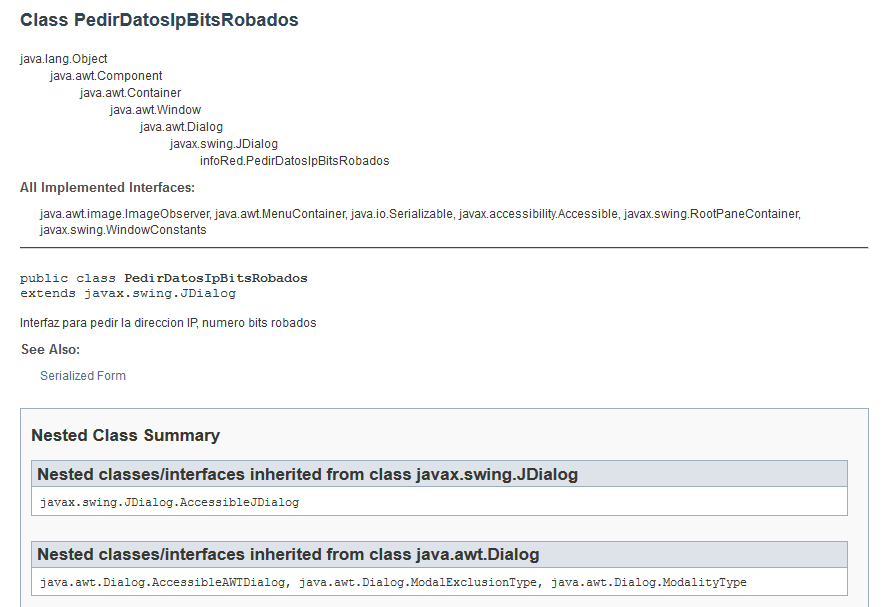 Class PedirDatosIpBitsRobados
java.lang.Object
java.awt.Component
java.awt.Container
java.awt.Window
java.awt.Dialog
javax.swing.JDialog
infoRed.PedirDatosIpBitsRobados
All Implemented Interfaces:
java.awt.image.ImageObserver, java.awt.MenuContainer, java.io.Serializable, javax.accessibility.Accessible, javax.swing.RootPaneContainer,
javax.swing.WindowConstants
public class PedirDatosIpBitsRobados
extends javax.swing.JDialog
Interfaz para pedir la direccion IP, numero bits robados
See Also:
Serialized Form
Nested Class Summary
Nested classes/interfaces inherited from class javax.swing.JDialog
javax.swing.JDialog.AccessibleJDialog
Nested classes/interfaces inherited from class java.awt.Dialog
java.awt.Dialog.AccessibleAWTDialog, java.awt.Dialog.ModalExclusionType, java.awt.Dialog.ModalityType